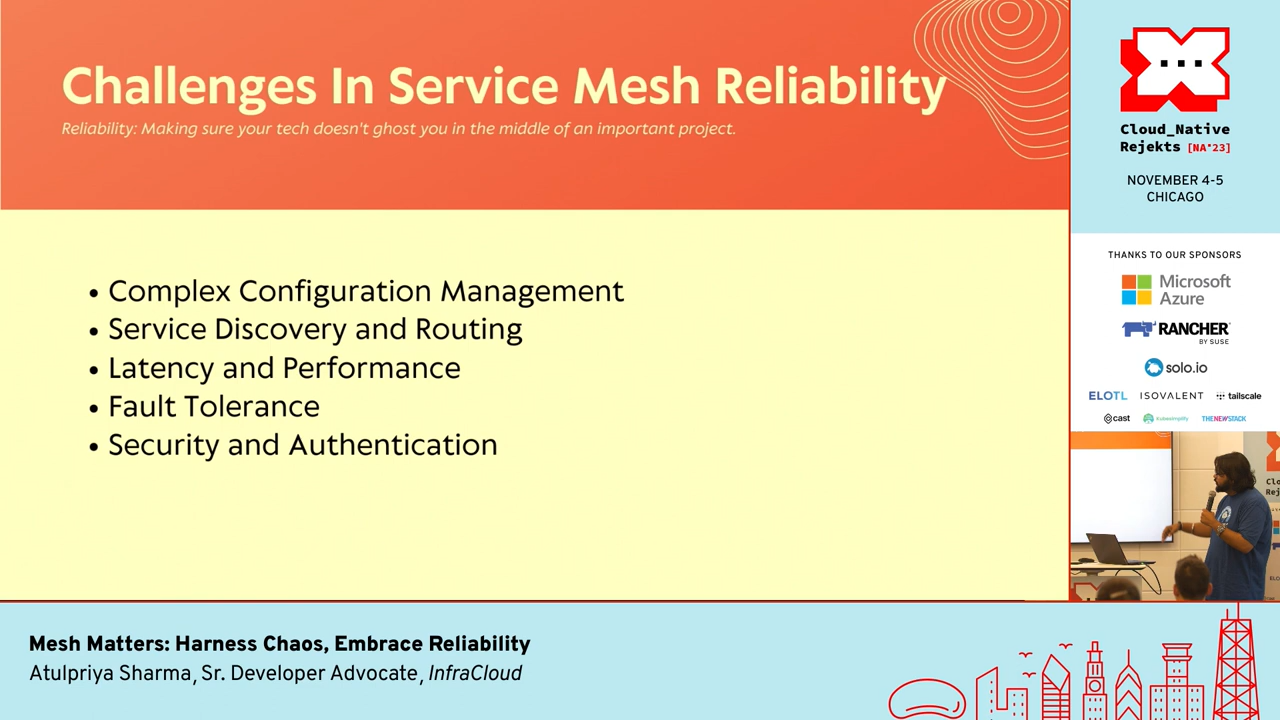 Challenges In Service Mesh Reliability
Reliability: Making sure your tech doesn't ghost you in the middle of an important project.
• Complex Configuration Management
• Service Discovery and Routing
• Latency and Performance
• Fault Tolerance
• Security and Authentication
Cloud_Native
Rejekts [NA'23]
NOVEMBER 4-5
CHICAGO
THANKS TO OUR SPONSORS
Microsoft
Azure
RANCHER
BY SUSE
solo.io
ELOTL ISOVALENT tailscale
cast kubesimplify THENEWSTACK
Mesh Matters: Harness Chaos, Embrace Reliability
Atulpriya Sharma, Sr. Developer Advocate, InfraCloud